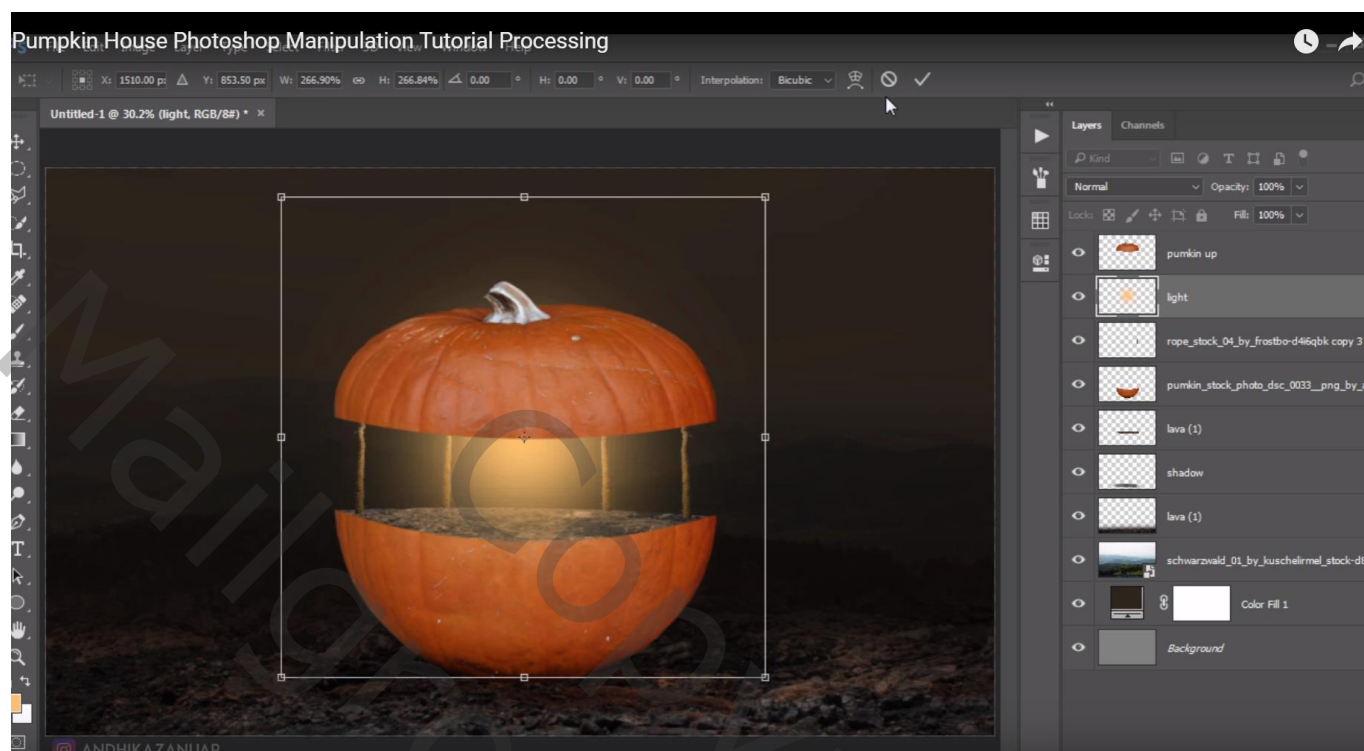 Pumpkin House Photoshop Manipulation Tutorial Processing
X: 1510.00 px Y: 853.50 px W: 266.90% H: 266.84% 0.00 ° H: 0.00 ° V: 0.00 ° Interpolation: Bicubic
Untitled-1 @ 30.2% (light, RGB/8#) * ×
Layers Channels
Kind
Normal Opacity: 100%
Lock: Fill: 100%
pumkin up
light
rope_stock_04_by_frostbo-d4i6qbk copy 3
pumkin_stock_photo_dsc_0033__png_by_a
lava (1)
shadow
lava (1)
schwarzwald_01_by_kuschelirmel_stock-d8
Color Fill 1
Background
ANDHIKAZANUAR